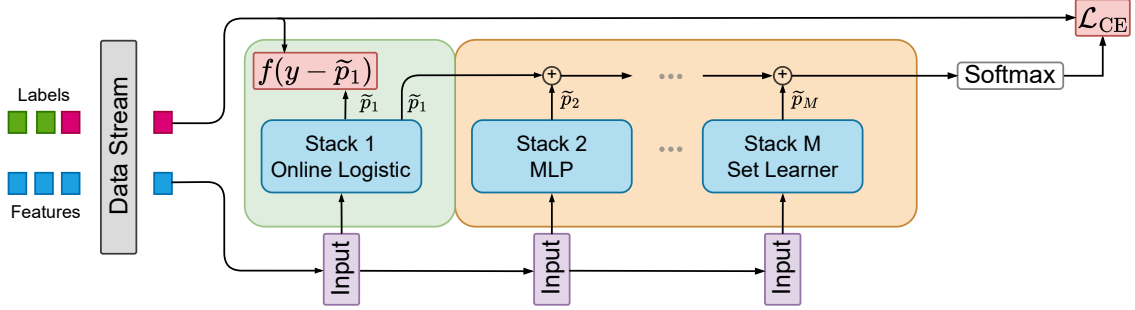 Labels
Features
Data Stream
f(y − p̃₁)
p̃₁
p̃₁
Stack 1
Online Logistic
Input
+
p̃₂
Stack 2
MLP
Input
...
...
+
p̃_M
Stack M
Set Learner
Input
Softmax
ℒ_CE